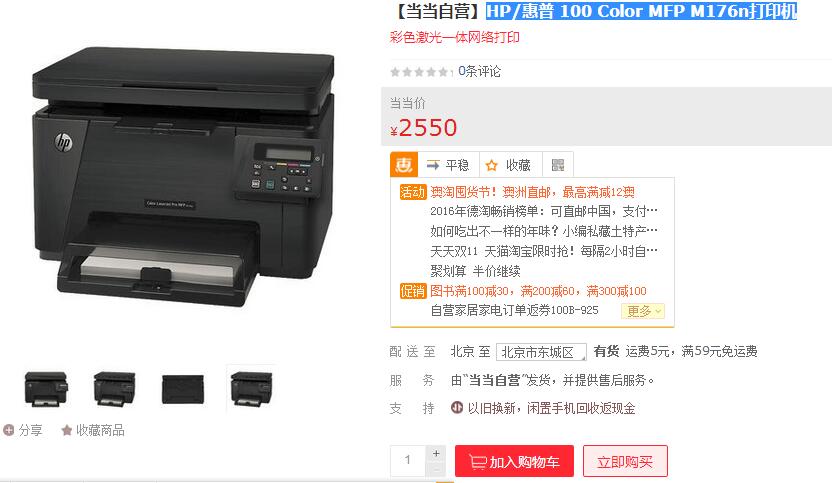 【当当自营】HP/惠普 100 Color MFP M176n打印机
彩色激光一体网络打印
0条评论
当当价
¥2550
惠 平稳 收藏
活动 澳淘囤货节！澳洲直邮，最高满减12澳
2016年德淘畅销榜单：可直邮中国，支付…
如何吃出不一样的年味？小编私藏土特产…
天天双11 天猫淘宝限时抢！每隔2小时自…
聚划算 半价继续
促销 图书满100减30，满200减60，满300减100
自营家居家电订单返券100B-925 更多
配送至 北京 至 北京市东城区 有货 运费5元，满59元免运费
服务 由“当当自营”发货，并提供售后服务。
支持 以旧换新，闲置手机回收返现金
1 + - 加入购物车 立即购买
hp
Color LaserJet Pro MFP
分享 收藏商品